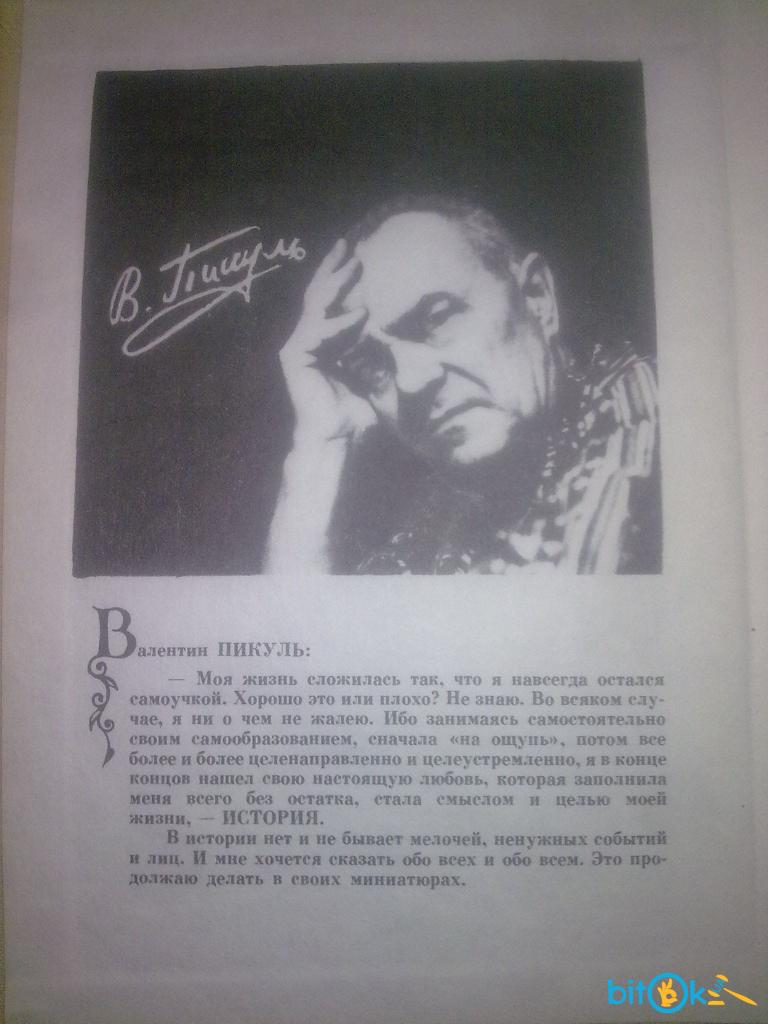 В. Пикуль
Валентин ПИКУЛЬ:
— Моя жизнь сложилась так, что я навсегда остался
самоучкой. Хорошо это или плохо? Не знаю. Во всяком слу-
чае, я ни о чем не жалею. Ибо занимаясь самостоятельно
своим самообразованием, сначала «на ощупь», потом все
более и более целенаправленно и целеустремленно, я в конце
концов нашел свою настоящую любовь, которая заполнила
меня всего без остатка, стала смыслом и целью моей
жизни, — ИСТОРИЯ.
В истории нет и не бывает мелочей, ненужных событий
и лиц. И мне хочется сказать обо всех и обо всем. Это про-
должаю делать в своих миниатюрах.
bitOk